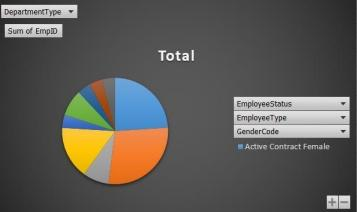 DepartmentType
Sum of EmpID
Total
EmployeeStatus
EmployeeType
GenderCode
Active Contract Female